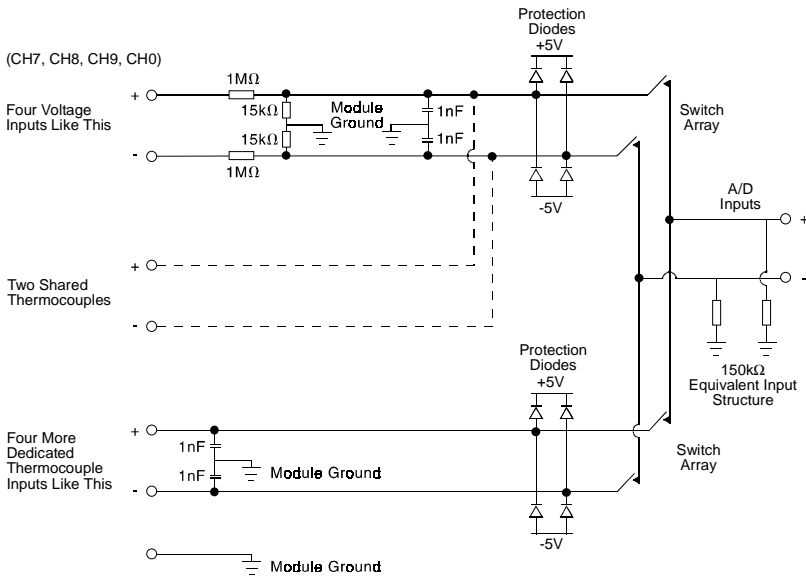 Protection
Diodes
+5V
(CH7, CH8, CH9, CH0)
1MΩ
+
Four Voltage
Inputs Like This
15kΩ
Module
Ground
1nF
Switch
Array
15kΩ
1nF
-
1MΩ
-5V
A/D
Inputs
+
+
Two Shared
Thermocouples
-
-
Protection
Diodes
+5V
150kΩ
Equivalent Input
Structure
+
Four More
Dedicated
Thermocouple
Inputs Like This
1nF
1nF
Module Ground
Switch
Array
-
-5V
Module Ground